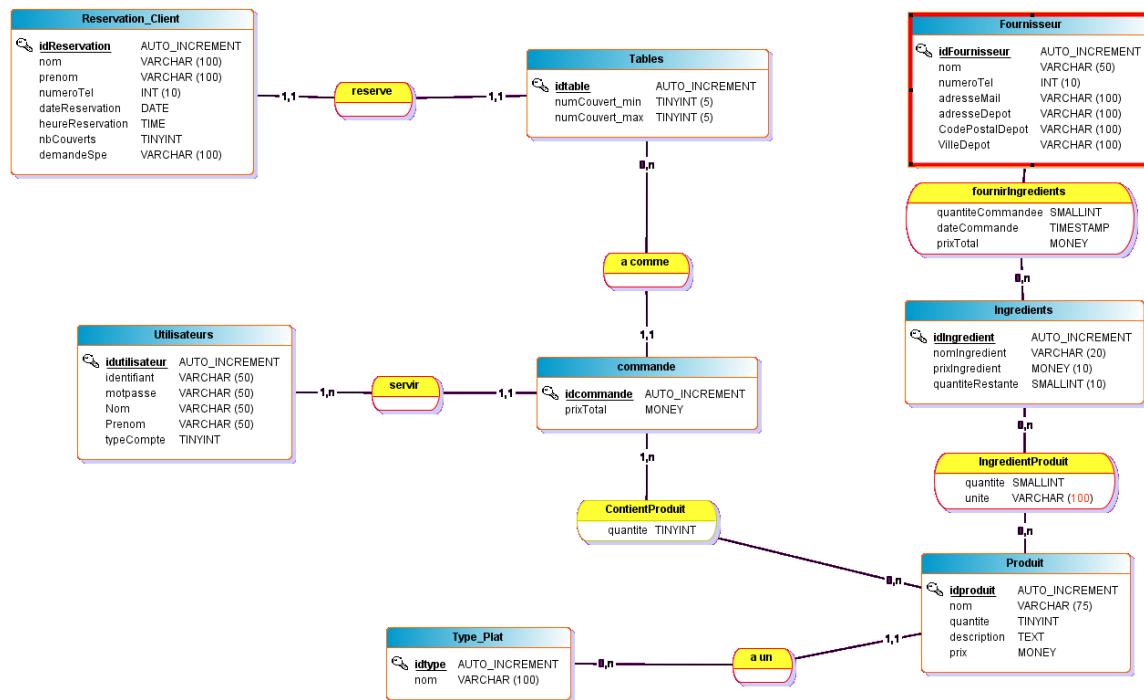 Reservation_Client
idReservation AUTO_INCREMENT
nom VARCHAR (100)
prenom VARCHAR (100)
numeroTel INT (10)
dateReservation DATE
heureReservation TIME
nbCouverts TINYINT
demandeSpe VARCHAR (100)
1,1
reserve
1,1
Tables
idtable AUTO_INCREMENT
numCouvert_min TINYINT (5)
numCouvert_max TINYINT (5)
0,n
a comme
1,1
Fournisseur
idFournisseur AUTO_INCREMENT
nom VARCHAR (50)
numeroTel INT (10)
adresseMail VARCHAR (100)
adresseDepot VARCHAR (100)
CodePostalDepot VARCHAR (100)
VilleDepot VARCHAR (100)
fournirIngredients
quantiteCommandee SMALLINT
dateCommande TIMESTAMP
prixTotal MONEY
0,n
Ingredients
idIngredient AUTO_INCREMENT
nomIngredient VARCHAR (20)
prixIngredient MONEY (10)
quantiteRestante SMALLINT (10)
0,n
IngredientProduit
quantite SMALLINT
unite VARCHAR (100)
0,n
Utilisateurs
idutilisateur AUTO_INCREMENT
identifiant VARCHAR (50)
motpasse VARCHAR (50)
Nom VARCHAR (50)
Prenom VARCHAR (50)
typeCompte TINYINT
1,n
servir
1,1
commande
idcommande AUTO_INCREMENT
prixTotal MONEY
1,n
ContientProduit
quantite TINYINT
0,n
Produit
idproduit AUTO_INCREMENT
nom VARCHAR (75)
quantite TINYINT
description TEXT
prix MONEY
1,1
a un
0,n
Type_Plat
idtype AUTO_INCREMENT
nom VARCHAR (100)